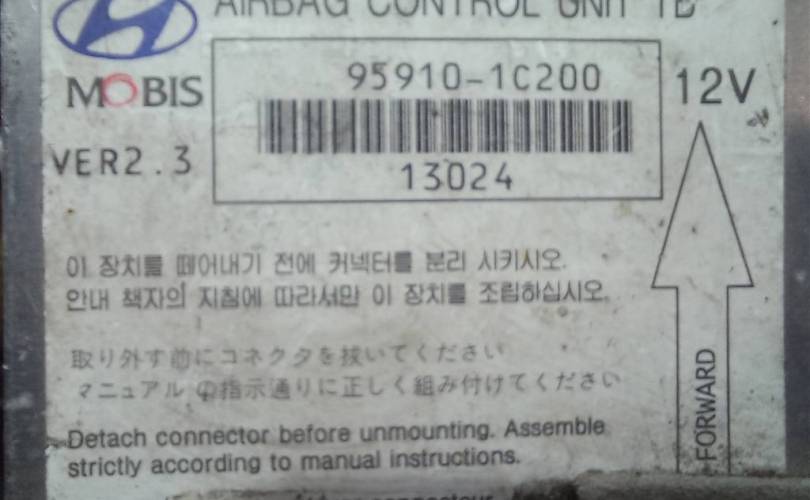 AIRBAG CONTROL UNIT TB
MOBIS
95910-1C200
12V
VER2.3
13024
이 장치를 떼어내기 전에 커넥터를 분리 시키시오.
안내 책자의 지침에 따라서만 이 장치를 조립하십시오.
取り外す前にコネクタを抜いてください
マニュアル の指示通りに正しく組み付けてください
FORWARD
Detach connector before unmounting. Assemble
strictly according to manual instructions.